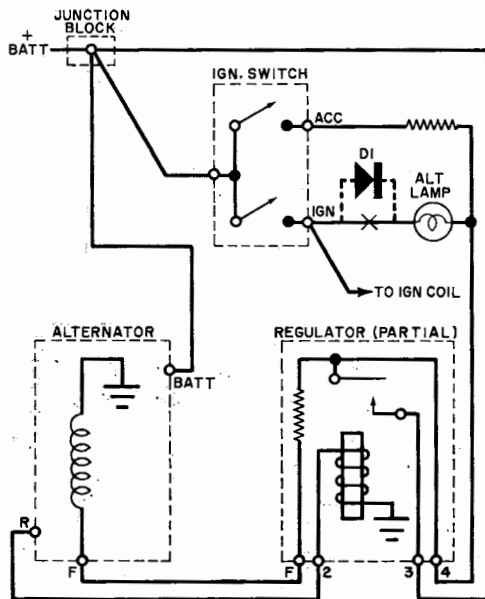 JUNCTION
BLOCK
+
BATT
IGN. SWITCH
ACC
D1
ALT
LAMP
IGN
TO IGN COIL
ALTERNATOR
REGULATOR (PARTIAL)
BATT
R
F
F
2
3
4